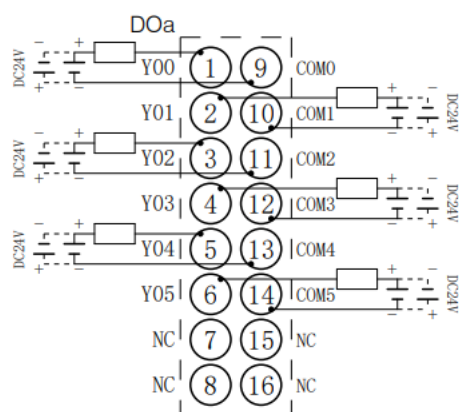 DOa
DC24V - + Y00 1 9 COM0
+ -
Y01 2 10 COM1 + - DC24V
- +
DC24V - + Y02 3 11 COM2
+ -
Y03 4 12 COM3 + - DC24V
- +
DC24V - + Y04 5 13 COM4
+ -
Y05 6 14 COM5 + - DC24V
- +
NC 7 15 NC
NC 8 16 NC